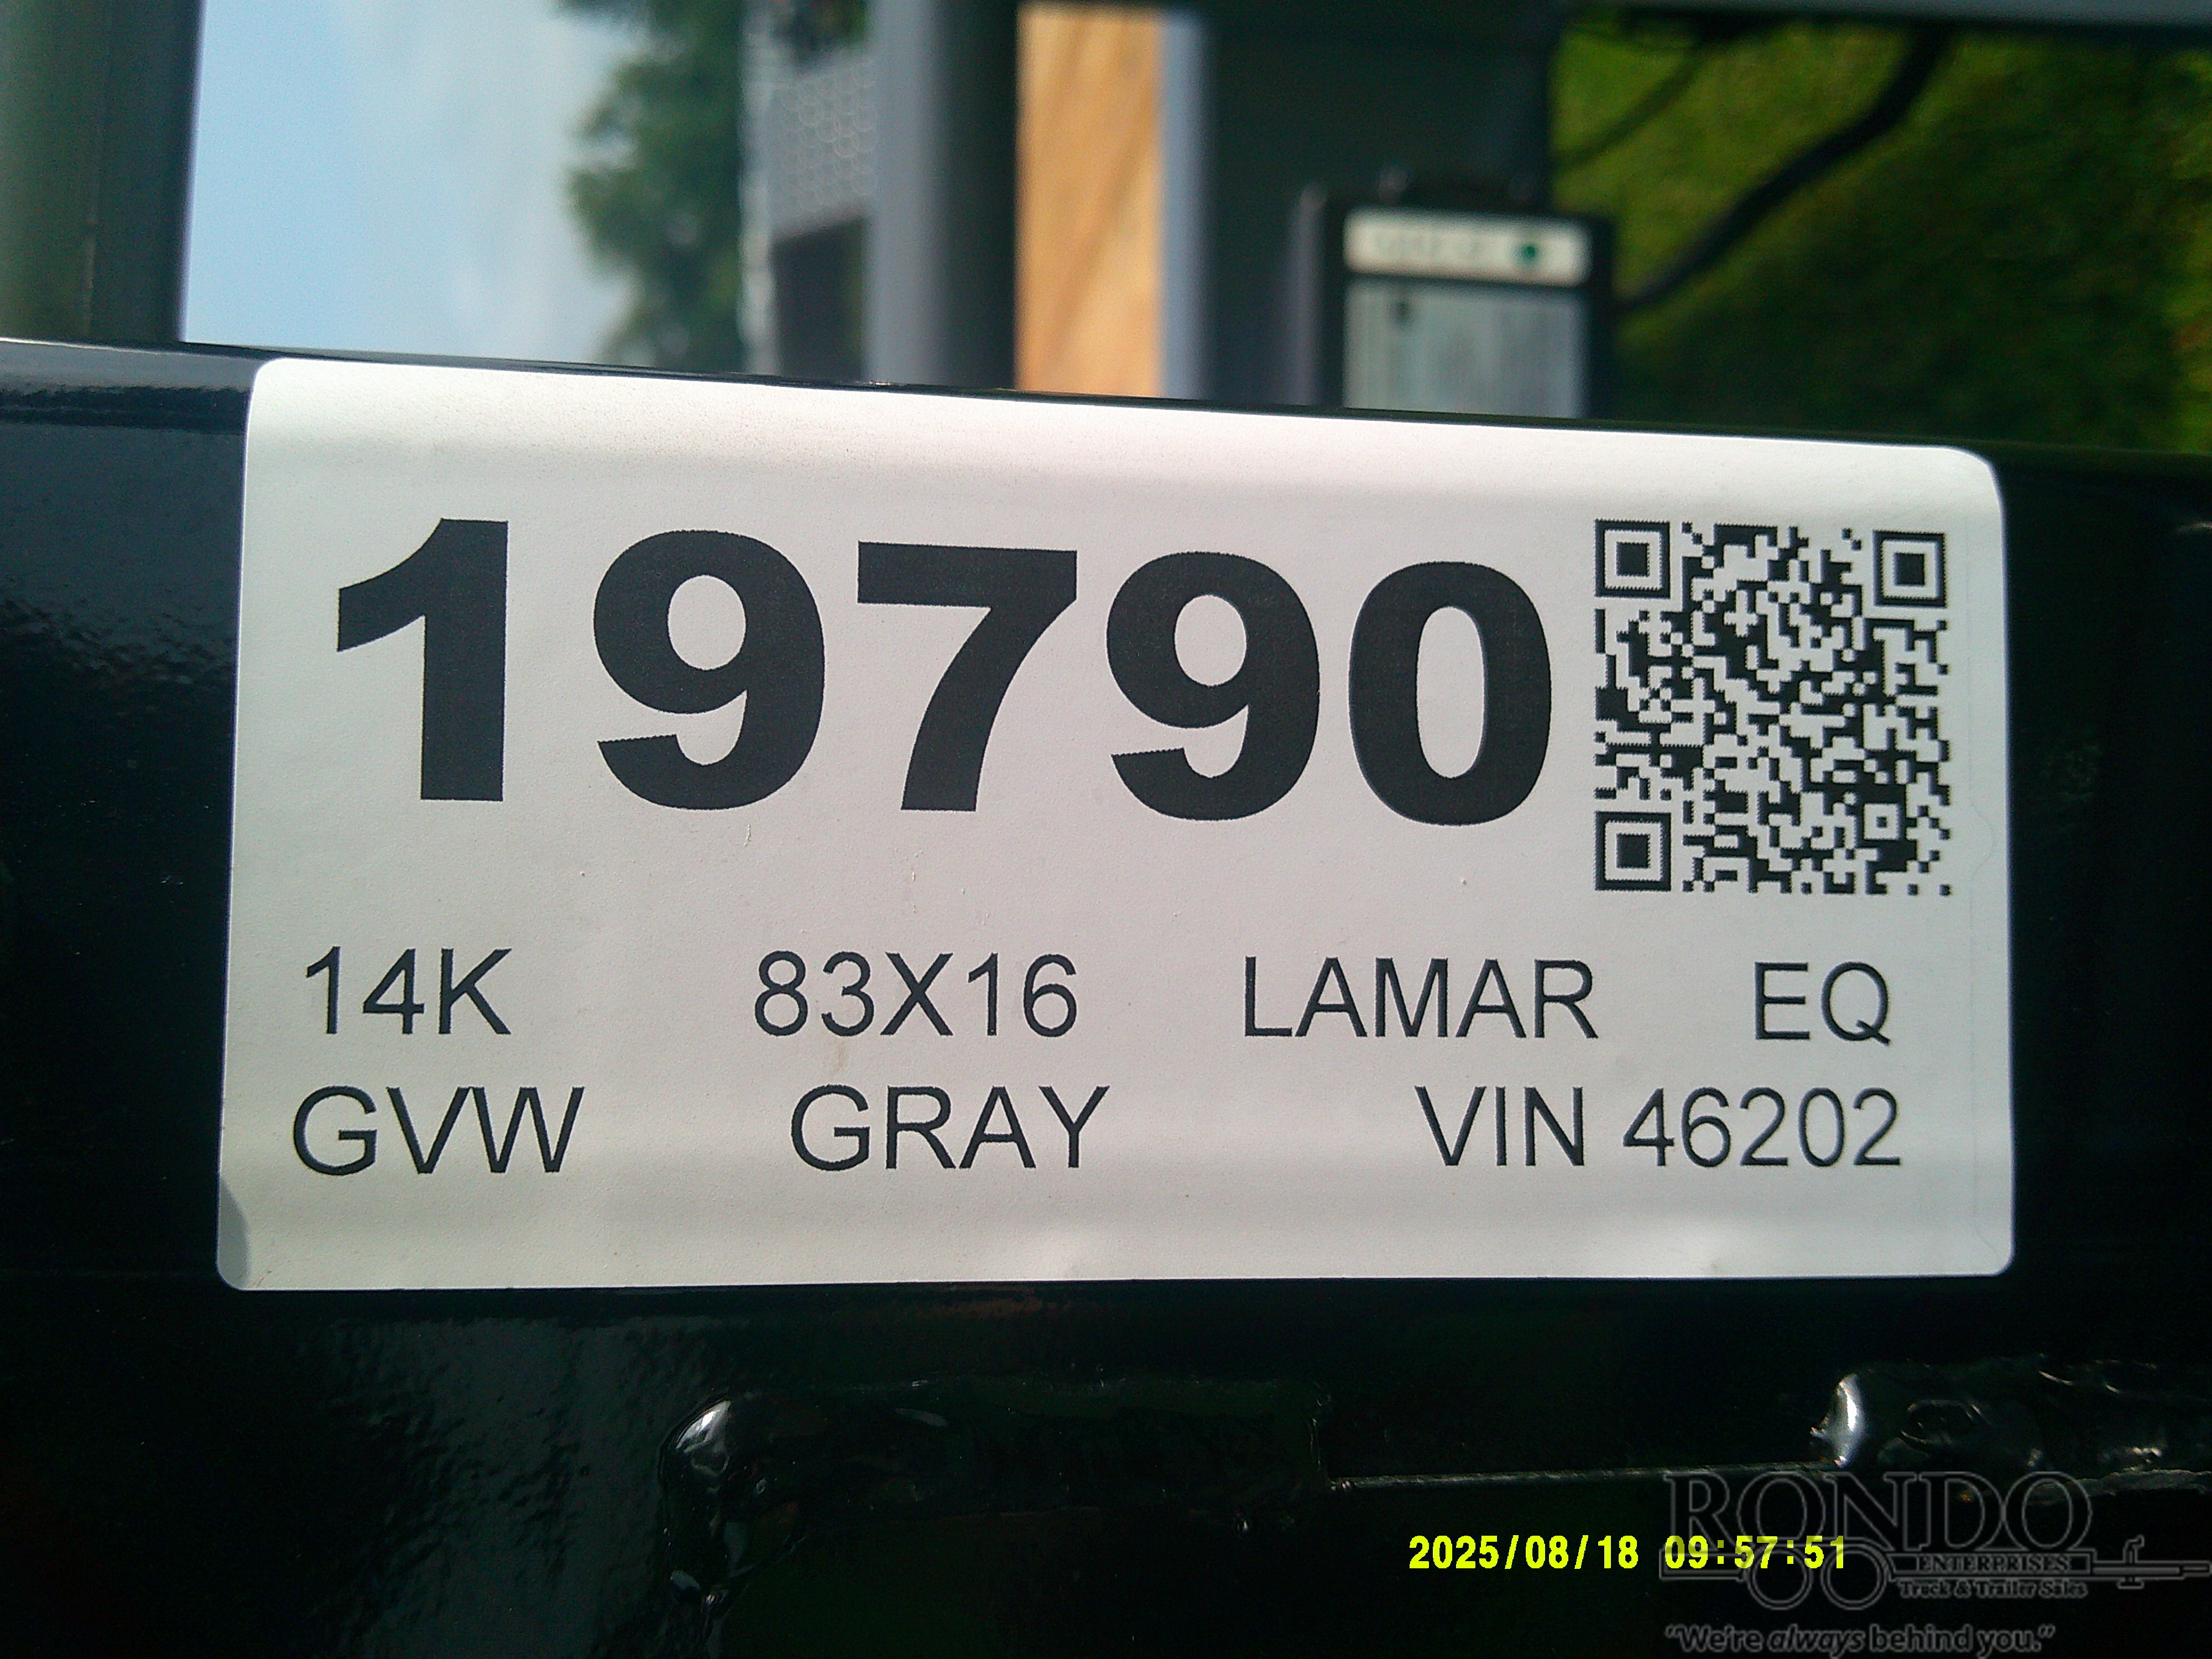 19790
14K 83X16 LAMAR EQ
GVW GRAY VIN 46202
2025/08/18 09:57:51
RONDO
ENTERPRISES
Truck & Trailer Sales
"We're always behind you."